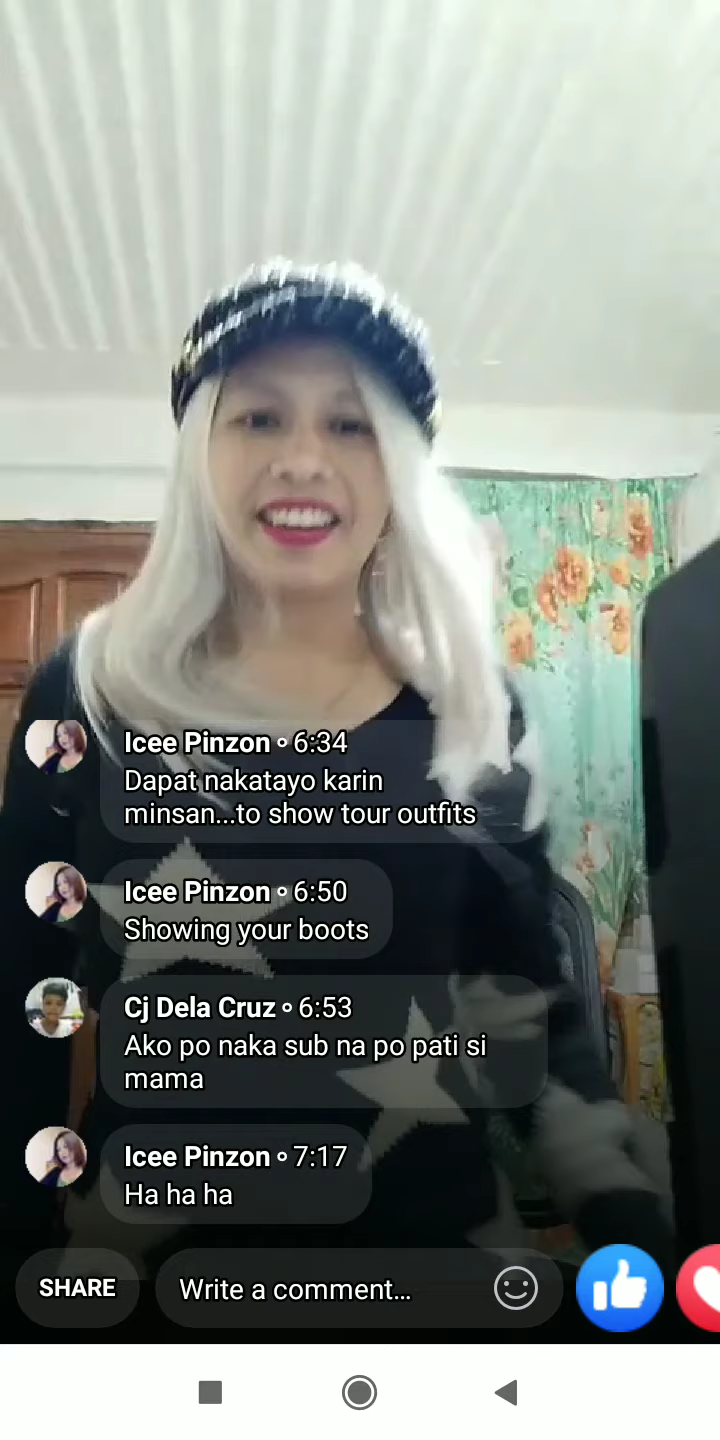 Icee Pinzon 6:34
Dapat nakatayo karin
minsan...to show tour outfits
Icee Pinzon 6:50
Showing your boots
Cj Dela Cruz 6:53
Ako po naka sub na po pati si
mama
Icee Pinzon 7:17
Ha ha ha
SHARE
Write a comment...